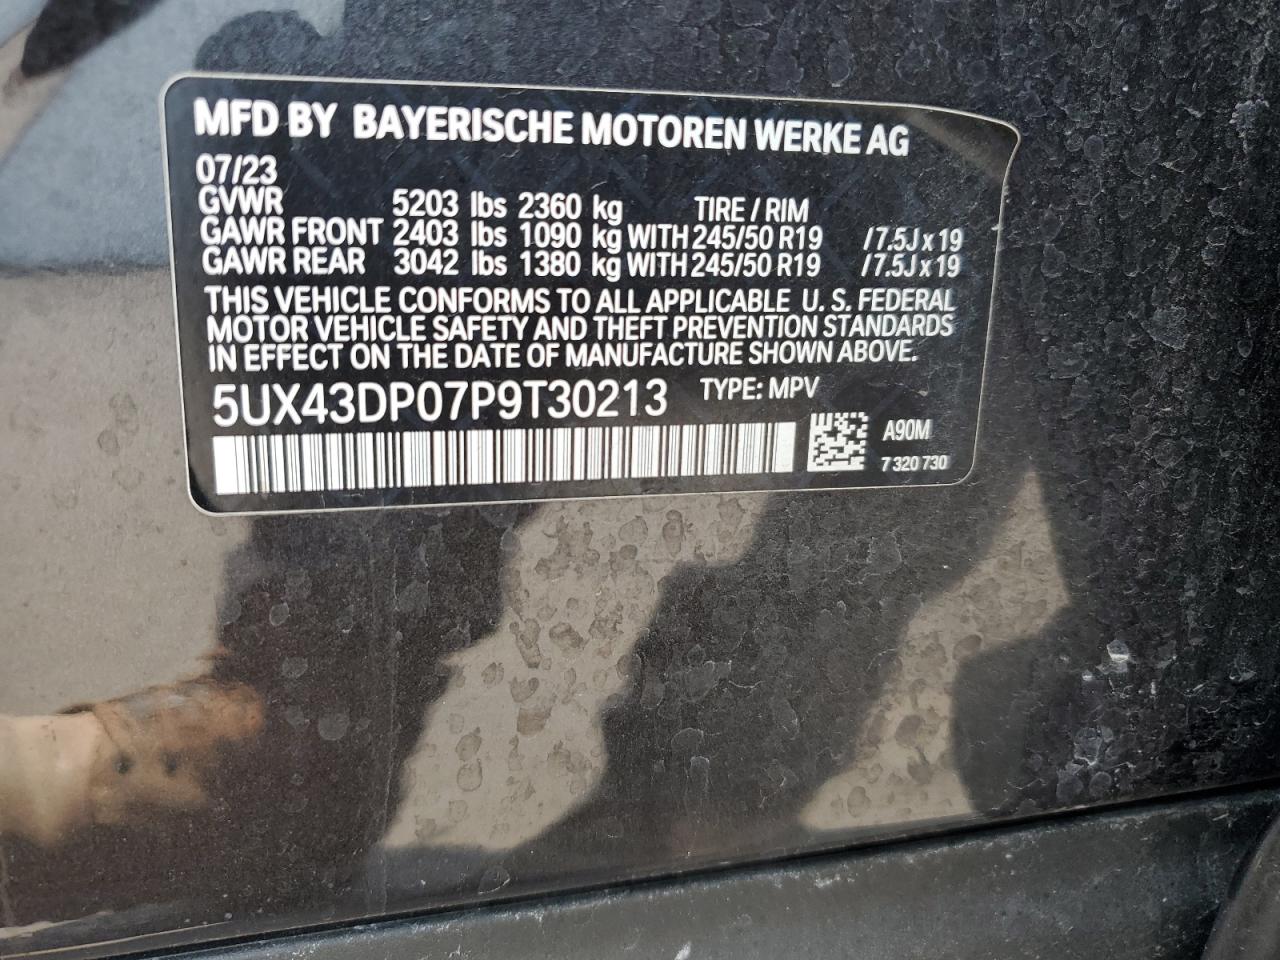 MFD BY BAYERISCHE MOTOREN WERKE AG
07/23
GVWR 5203 lbs 2360 kg TIRE / RIM
GAWR FRONT 2403 lbs 1090 kg WITH 245/50 R19 /7.5J x 19
GAWR REAR 3042 lbs 1380 kg WITH 245/50 R19 /7.5J x 19
THIS VEHICLE CONFORMS TO ALL APPLICABLE U. S. FEDERAL
MOTOR VEHICLE SAFETY AND THEFT PREVENTION STANDARDS
IN EFFECT ON THE DATE OF MANUFACTURE SHOWN ABOVE.
5UX43DP07P9T30213 TYPE: MPV
A90M
7 320 730